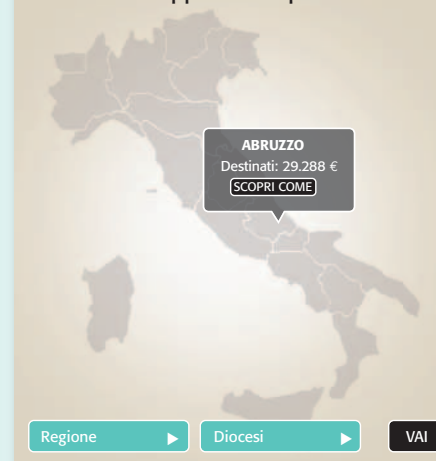 ABRUZZO
Destinati: 29.288 €
SCOPRI COME
Regione
Diocesi
VAI